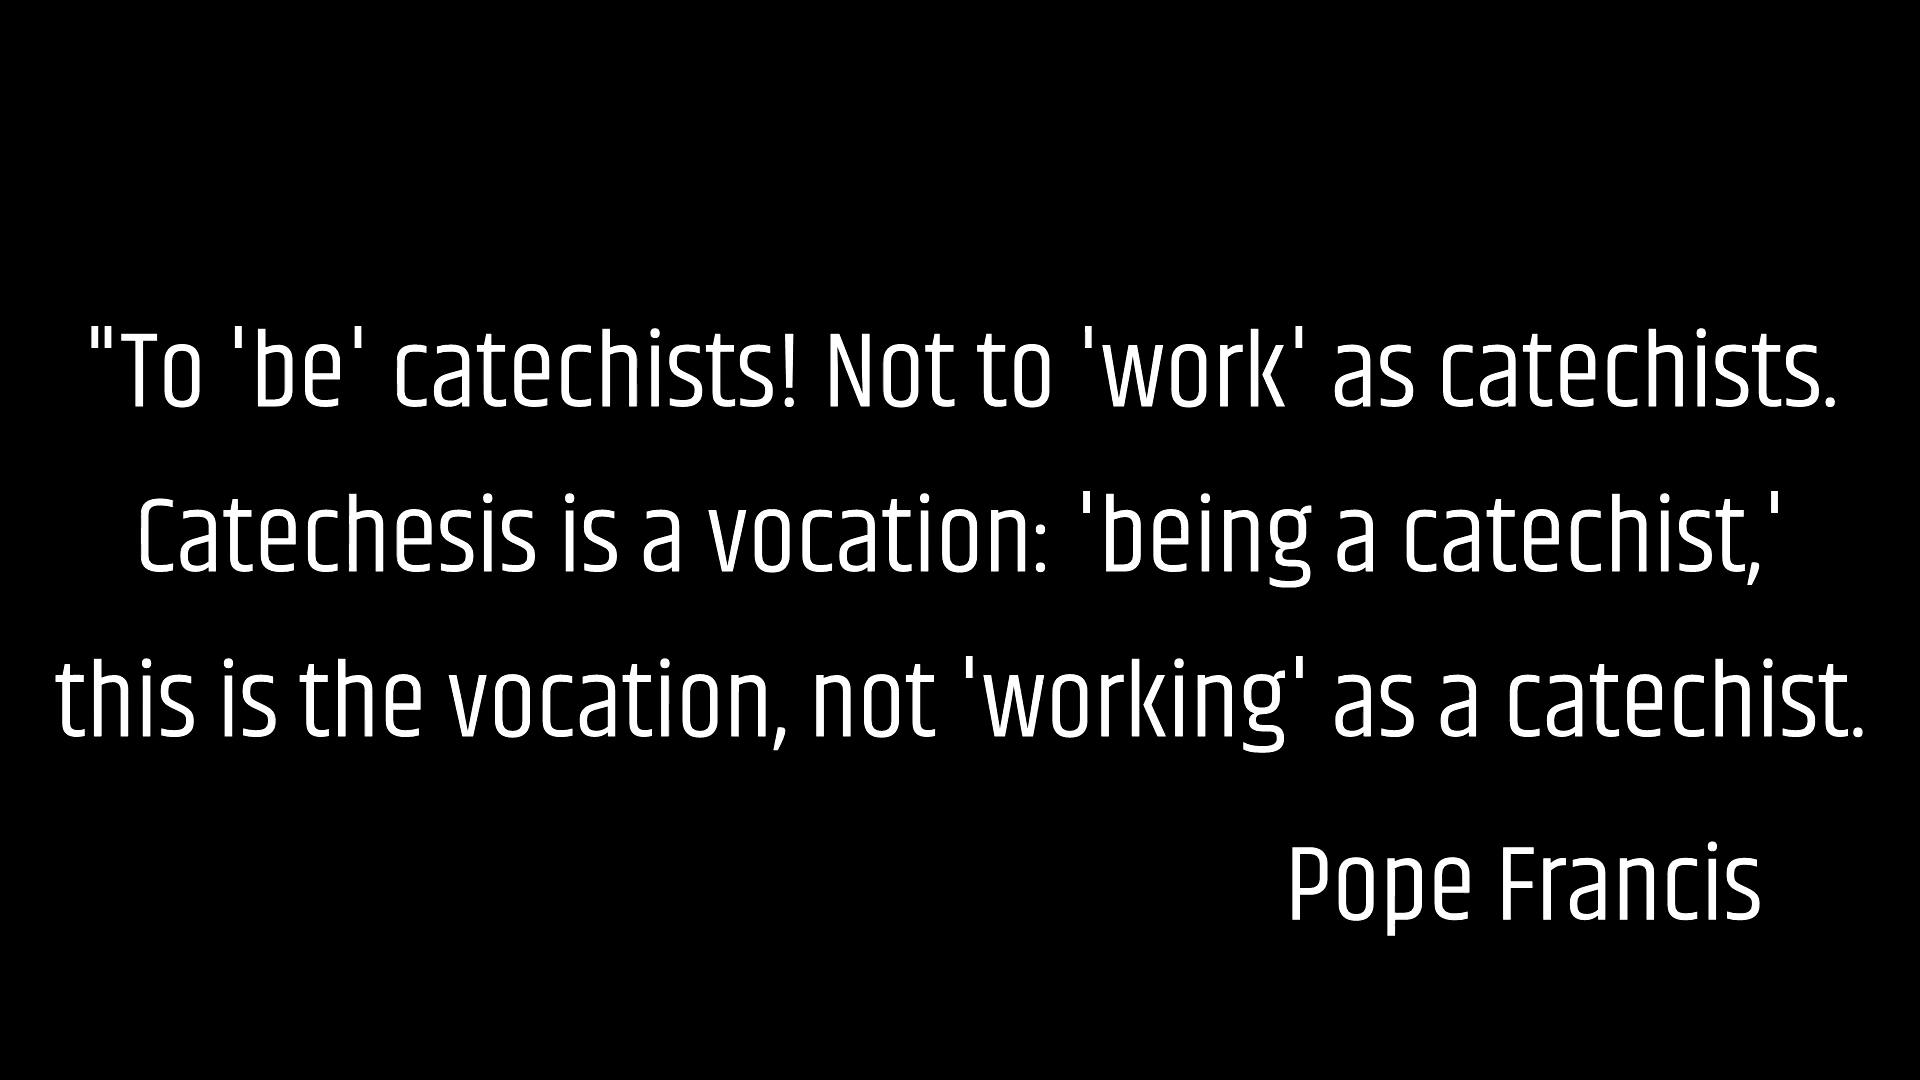 "To 'be' catechists! Not to 'work' as catechists.
Catechesis is a vocation: 'being a catechist,'
this is the vocation, not 'working' as a catechist.
Pope Francis